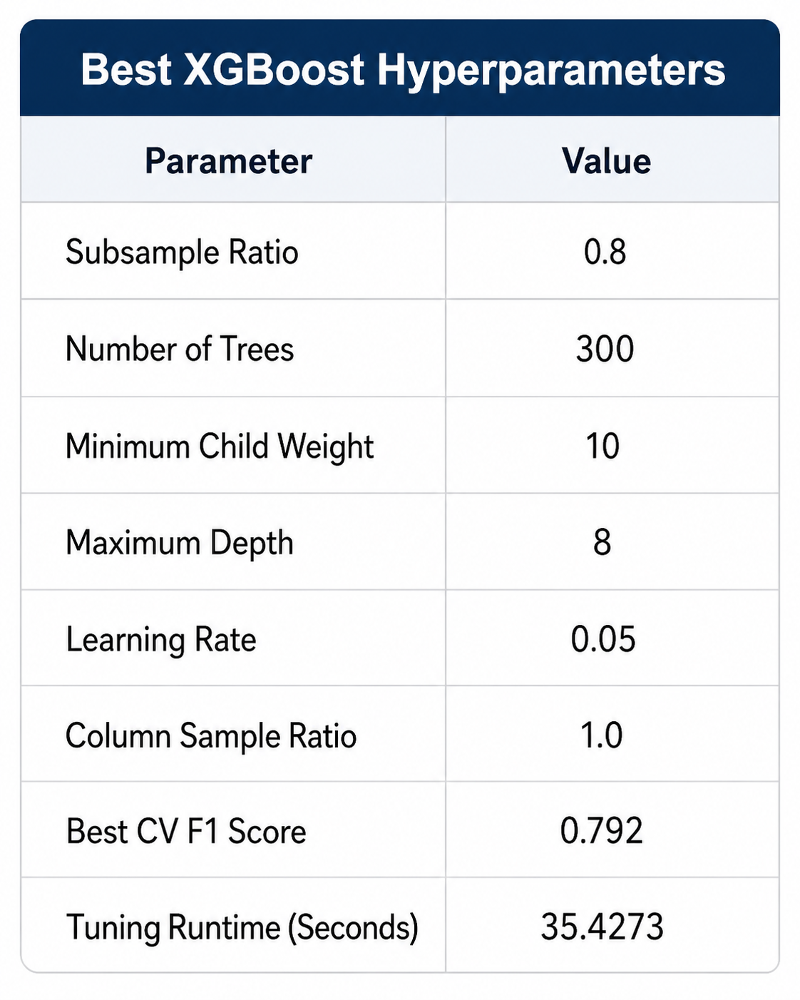 Best XGBoost Hyperparameters
Parameter Value
Subsample Ratio 0.8
Number of Trees 300
Minimum Child Weight 10
Maximum Depth 8
Learning Rate 0.05
Column Sample Ratio 1.0
Best CV F1 Score 0.792
Tuning Runtime (Seconds) 35.4273